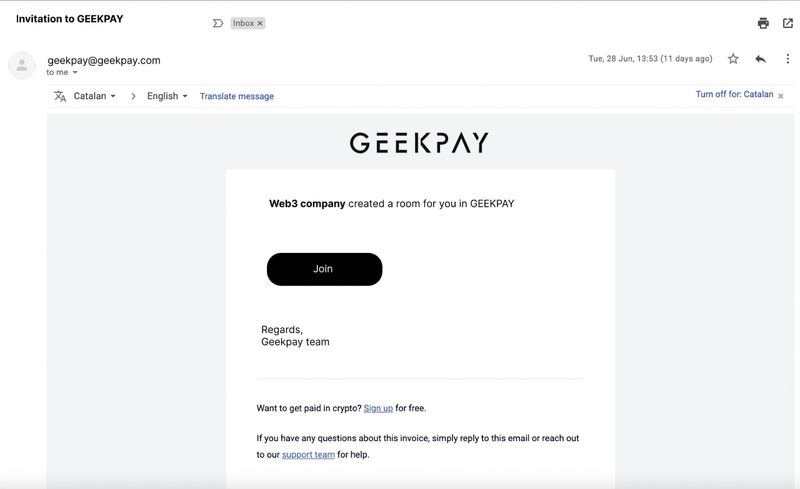 Invitation to GEEKPAY
Inbox ×
geekpay@geekpay.com
Tue, 28 Jun, 13:53 (11 days ago)
to me
Catalan
English
Translate message
Turn off for: Catalan ×
GEEKPAY
Web3 company created a room for you in GEEKPAY
Join
Regards,
Geekpay team
Want to get paid in crypto? Sign up for free.
If you have any questions about this invoice, simply reply to this email or reach out
to our support team for help.